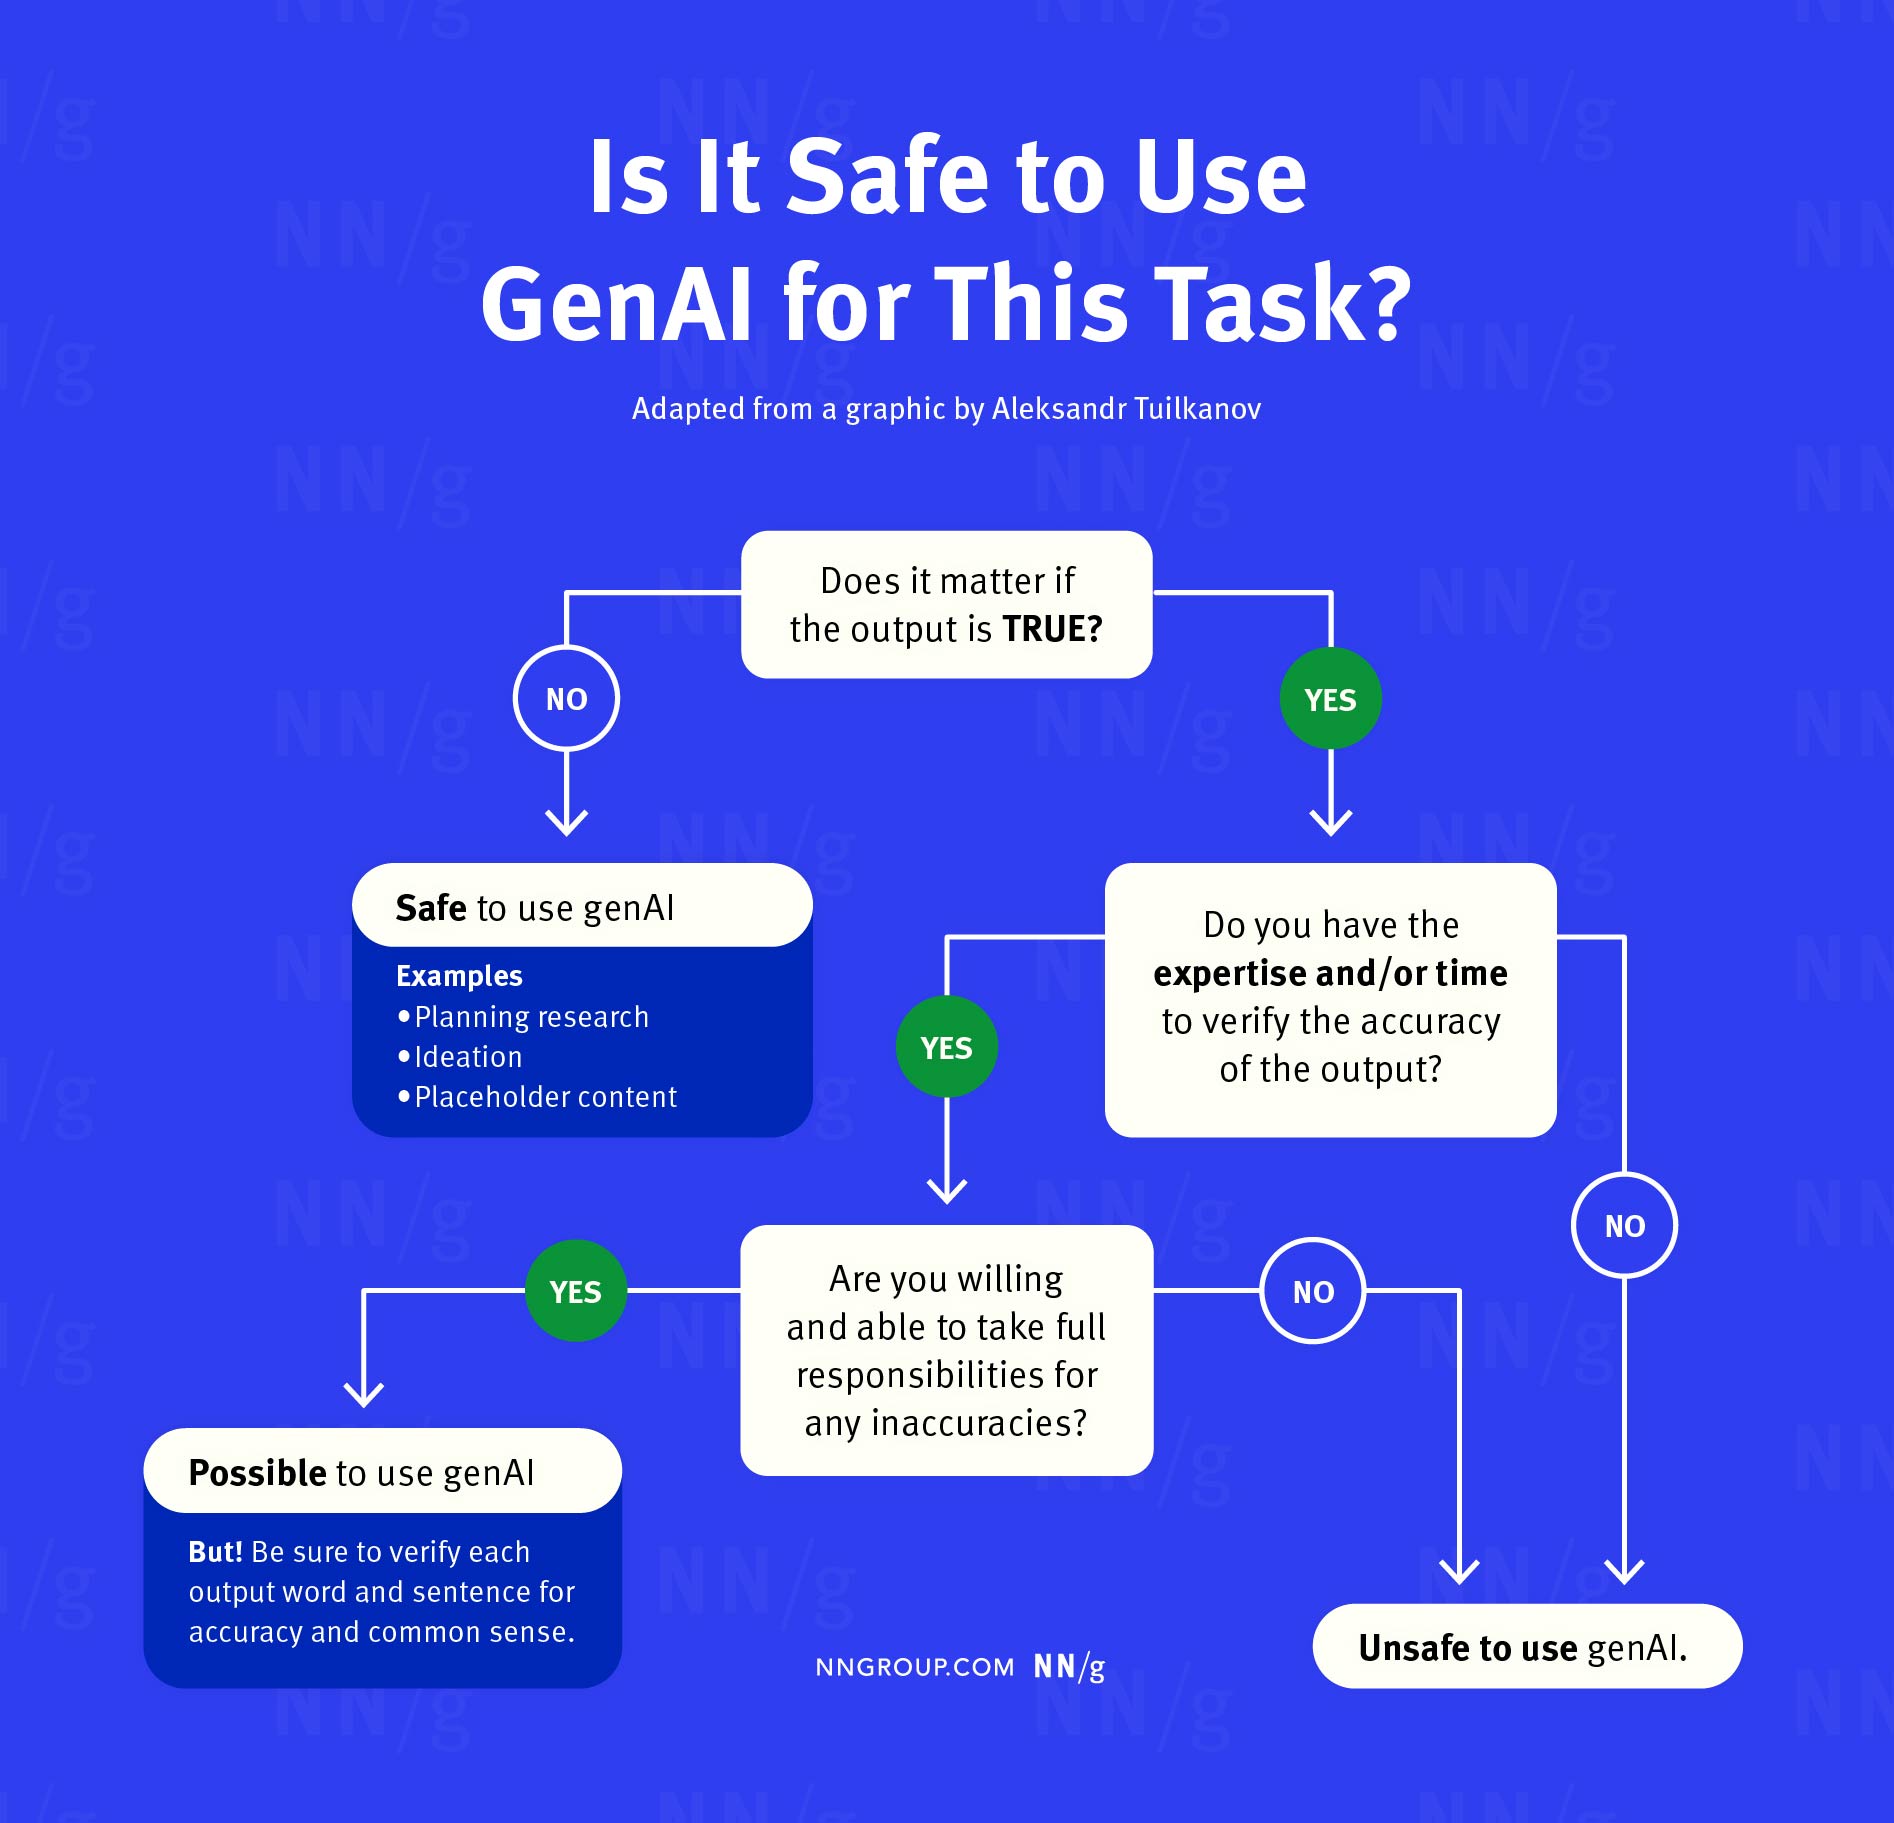 Is It Safe to Use
GenAI for This Task?
Adapted from a graphic by Aleksandr Tuilkanov
Does it matter if
the output is TRUE?
NO
YES
Safe to use genAI
Examples
•Planning research
•Ideation
•Placeholder content
Do you have the
expertise and/or time
to verify the accuracy
of the output?
YES
NO
Are you willing
and able to take full
responsibilities for
any inaccuracies?
YES
NO
Possible to use genAI
But! Be sure to verify each
output word and sentence for
accuracy and common sense.
Unsafe to use genAI.
NNGROUP.COM NN/g